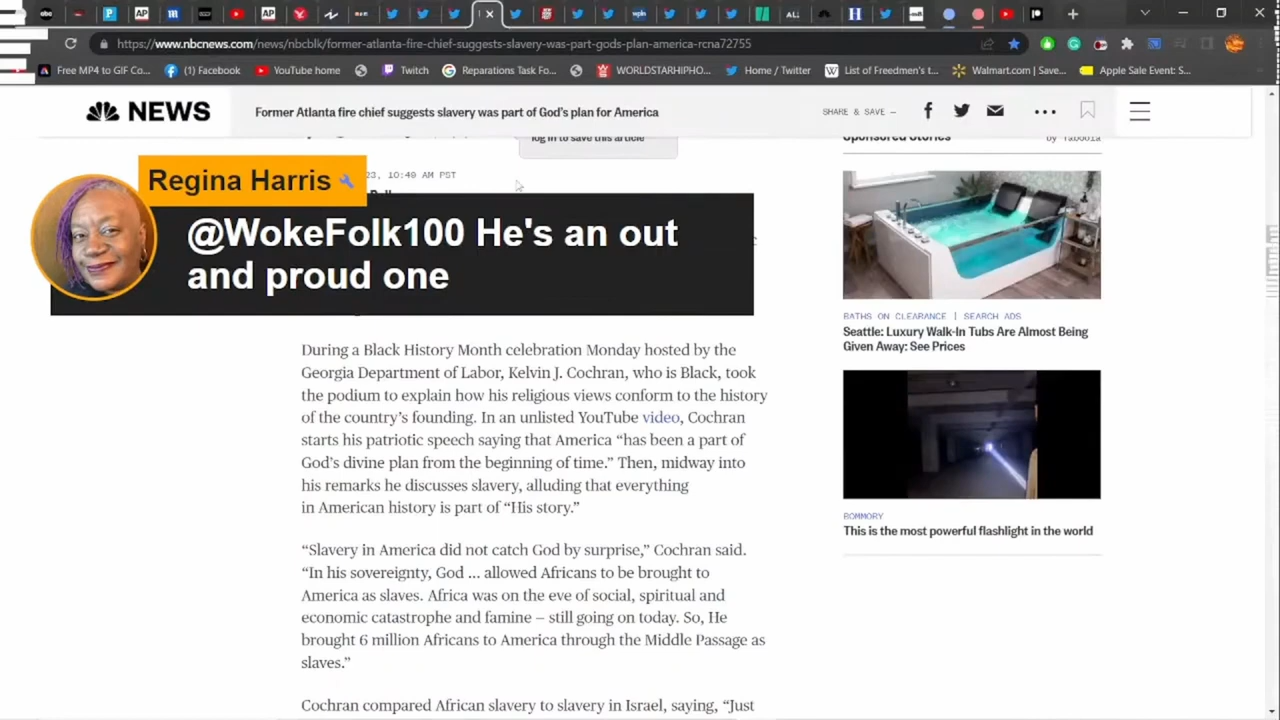 https://www.nbcnews.com/news/nbcblk/former-atlanta-fire-chief-suggests-slavery-was-part-gods-plan-america-rcna72755
Free MP4 to GIF Co...
(1) Facebook
YouTube home
Twitch
Reparations Task Fo...
WORLDSTARHIPHO...
Home / Twitter
List of Freedmen's t...
Walmart.com | Save...
Apple Sale Event: S...
NEWS
Former Atlanta fire chief suggests slavery was part of God's plan for America
SHARE & SAVE —
log in to save this article
Sponsored Stories
by Taboola
23, 10:49 AM PST
Regina Harris
@WokeFolk100 He's an out
and proud one
During a Black History Month celebration Monday hosted by the
Georgia Department of Labor, Kelvin J. Cochran, who is Black, took
the podium to explain how his religious views conform to the history
of the country's founding. In an unlisted YouTube video, Cochran
starts his patriotic speech saying that America “has been a part of
God's divine plan from the beginning of time.” Then, midway into
his remarks he discusses slavery, alluding that everything
in American history is part of “His story.”
“Slavery in America did not catch God by surprise,” Cochran said.
“In his sovereignty, God ... allowed Africans to be brought to
America as slaves. Africa was on the eve of social, spiritual and
economic catastrophe and famine — still going on today. So, He
brought 6 million Africans to America through the Middle Passage as
slaves.”
Cochran compared African slavery to slavery in Israel, saying, “Just
BATHS ON CLEARANCE | SEARCH ADS
Seattle: Luxury Walk-In Tubs Are Almost Being
Given Away: See Prices
BOMMORY
This is the most powerful flashlight in the world